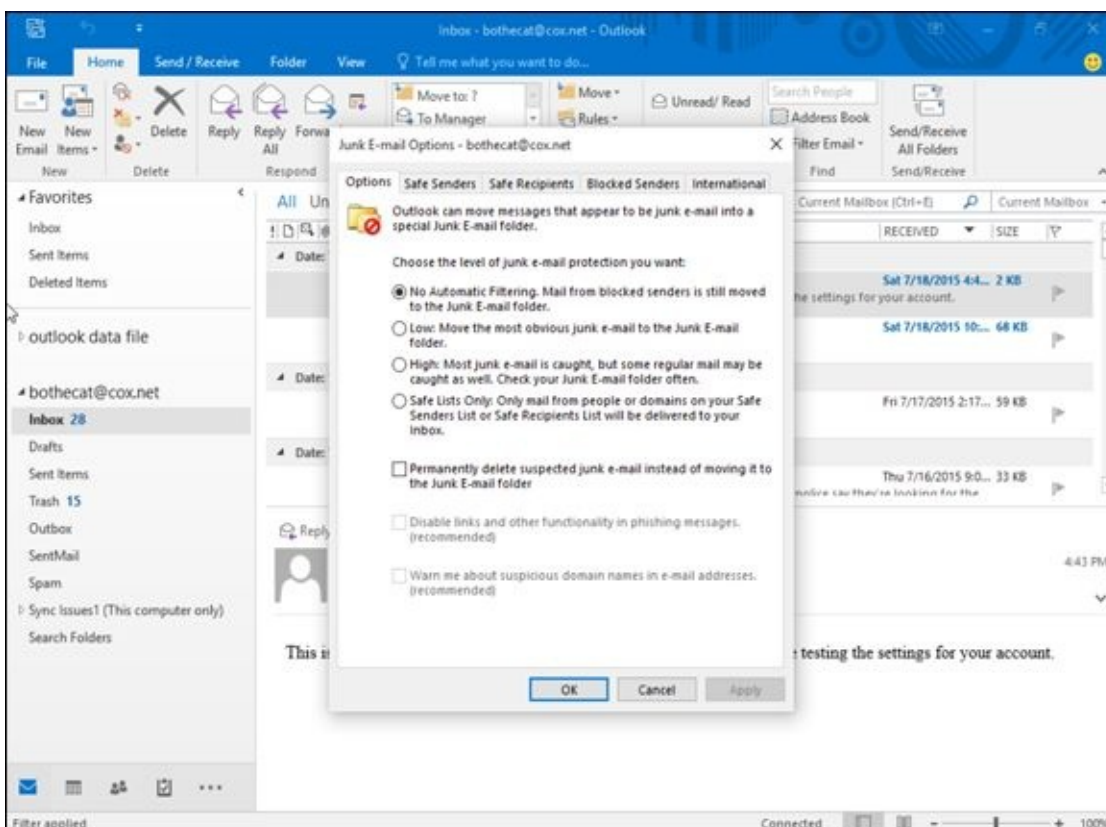 Inbox - bothecat@cox.net - Outlook
File Home Send / Receive Folder View Tell me what you want to do...
New Email
New Items
Delete
Reply
Reply All
Forwa
Move to: ?
To Manager
Move
Rules
Unread/ Read
Search People
Address Book
Filter Email
Send/Receive All Folders
New Delete Respond Find Send/Receive
Favorites
Inbox
Sent Items
Deleted Items
outlook data file
bothecat@cox.net
Inbox 28
Drafts
Sent Items
Trash 15
Outbox
SentMail
Spam
Sync Issues1 (This computer only)
Search Folders
All Un
Current Mailbox (Ctrl+E) Current Mailbox
RECEIVED SIZE
Date:
Sat 7/18/2015 4:4... 2 KB
he settings for your account.
Sat 7/18/2015 10:... 68 KB
Date:
Fri 7/17/2015 2:17... 59 KB
Date:
Thu 7/16/2015 9:0... 33 KB
police say they're looking for the
Reply
4:43 PM
This is
testing the settings for your account.
Junk E-mail Options - bothecat@cox.net
Options Safe Senders Safe Recipients Blocked Senders International
Outlook can move messages that appear to be junk e-mail into a
special Junk E-mail folder.
Choose the level of junk e-mail protection you want:
No Automatic Filtering. Mail from blocked senders is still moved
to the Junk E-mail folder.
Low: Move the most obvious junk e-mail to the Junk E-mail
folder.
High: Most junk e-mail is caught, but some regular mail may be
caught as well. Check your Junk E-mail folder often.
Safe Lists Only: Only mail from people or domains on your Safe
Senders List or Safe Recipients List will be delivered to your
Inbox.
Permanently delete suspected junk e-mail instead of moving it to
the Junk E-mail folder
Disable links and other functionality in phishing messages.
(recommended)
Warn me about suspicious domain names in e-mail addresses.
(recommended)
OK Cancel Apply
Filter applied
Connected
100%